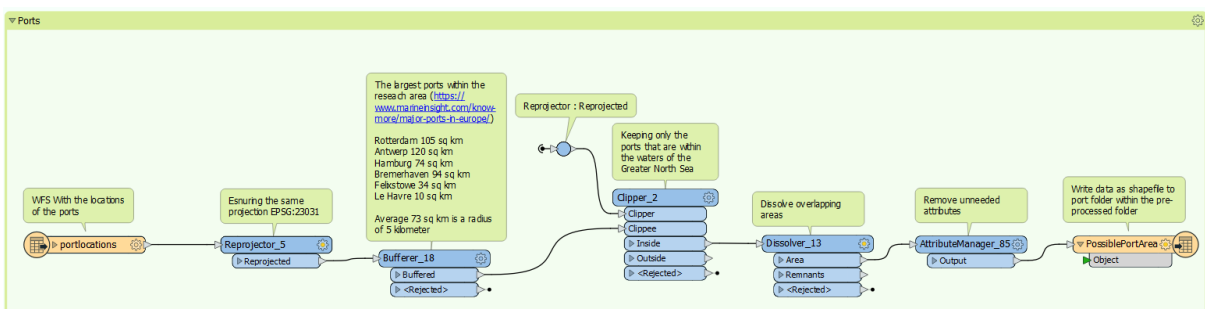 Ports
WFS With the locations
of the ports
portlocations
Esnuring the same
projection EPSG:23031
Reprojector_5
Reprojected
The largest ports within the
reseach area (https://
www.marineinsight.com/know-
more/major-ports-in-europe/)
Rotterdam 105 sq km
Antwerp 120 sq km
Hamburg 74 sq km
Bremerhaven 94 sq km
Felixstowe 34 sq km
Le Havre 10 sq km
Average 73 sq km is a radius
of 5 kilometer
Bufferer_18
Buffered
<Rejected>
Reprojector : Reprojected
Keeping only the
ports that are within
the waters of the
Greater North Sea
Clipper_2
Clipper
Clippee
Inside
Outside
<Rejected>
Dissolve overlapping
areas
Dissolver_13
Area
Remnants
<Rejected>
Remove unneeded
attributes
AttributeManager_85
Output
Write data as shapefile to
port folder within the pre-
processed folder
PossiblePortArea
Object